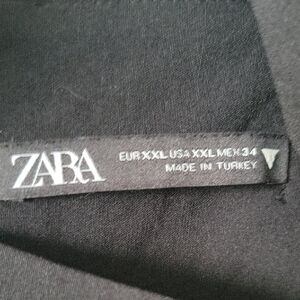 ZARA
EUR XXL USA XXL MEX 34
MADE IN TURKEY